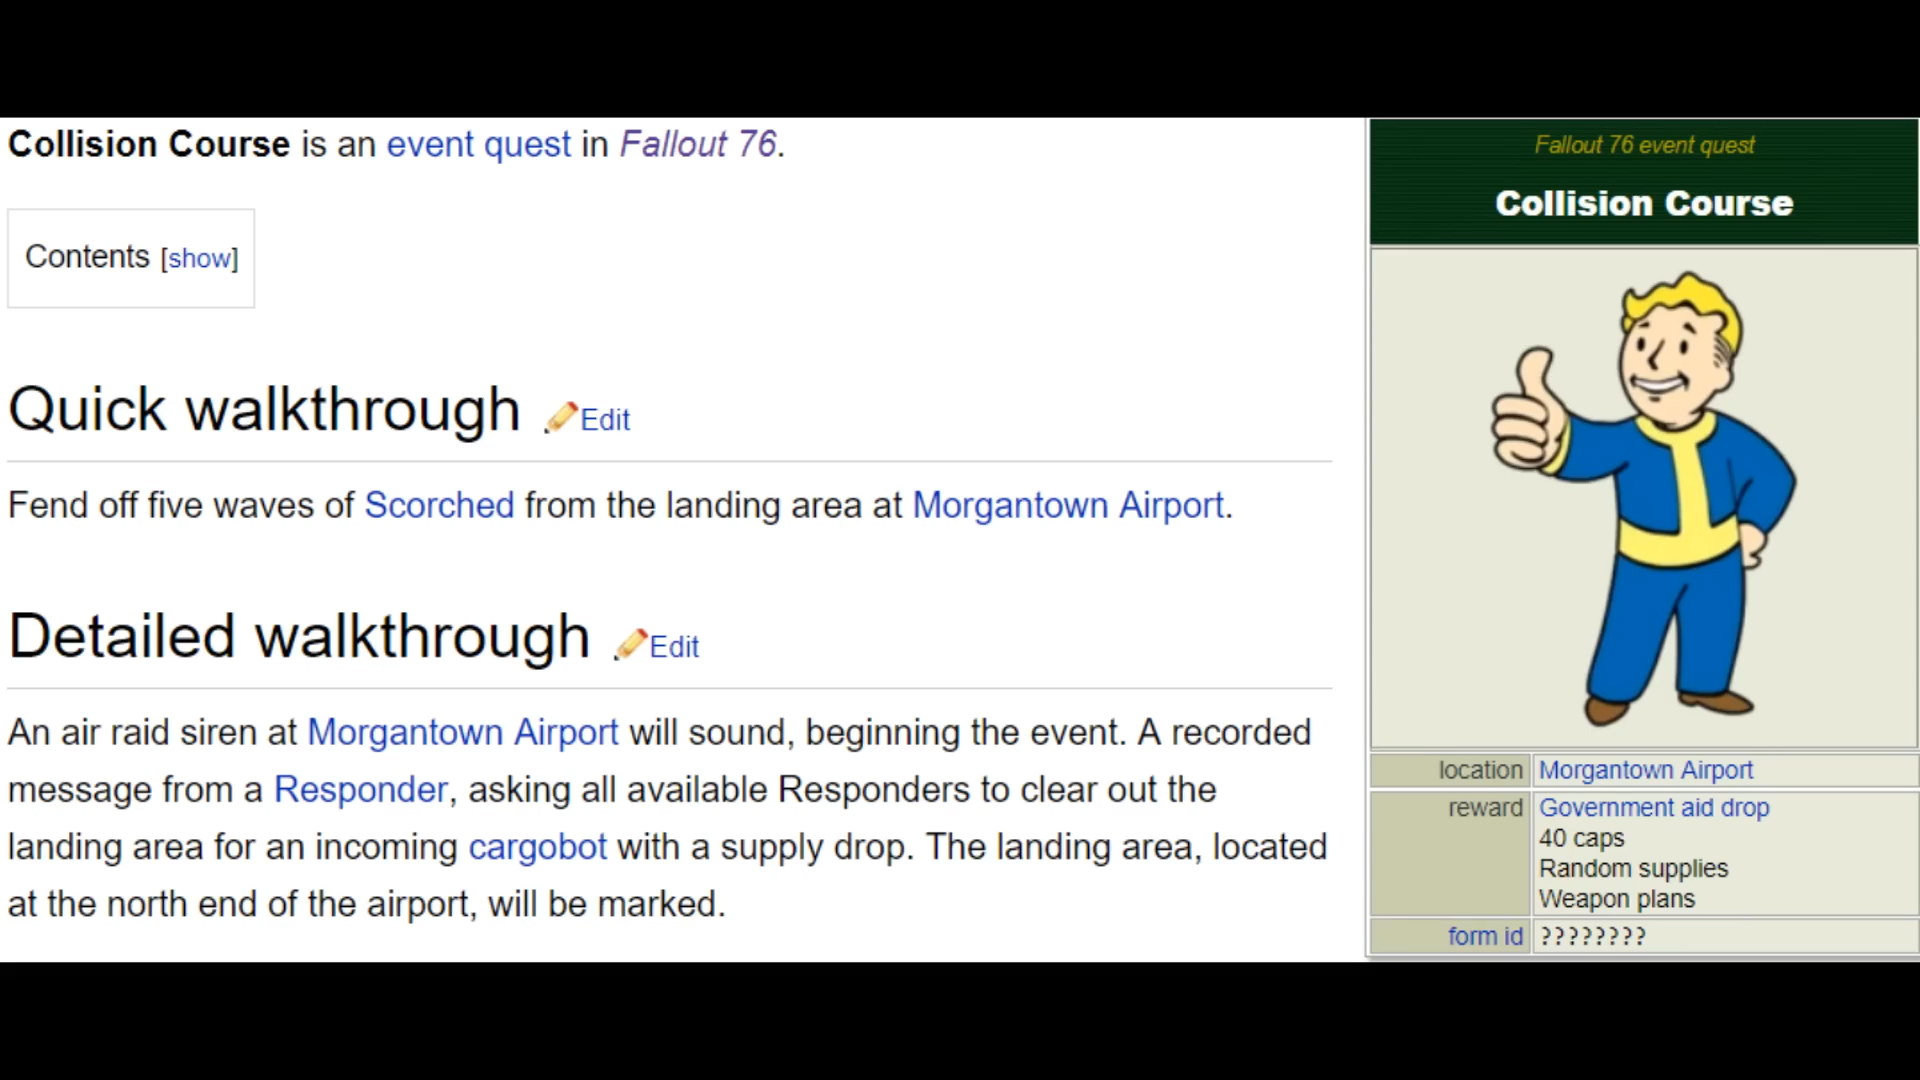 Collision Course is an event quest in Fallout 76.
Contents [show]
Quick walkthrough Edit
Fend off five waves of Scorched from the landing area at Morgantown Airport.
Detailed walkthrough Edit
An air raid siren at Morgantown Airport will sound, beginning the event. A recorded
message from a Responder, asking all available Responders to clear out the
landing area for an incoming cargobot with a supply drop. The landing area, located
at the north end of the airport, will be marked.
Fallout 76 event quest
Collision Course
location Morgantown Airport
reward Government aid drop
40 caps
Random supplies
Weapon plans
form id ????????